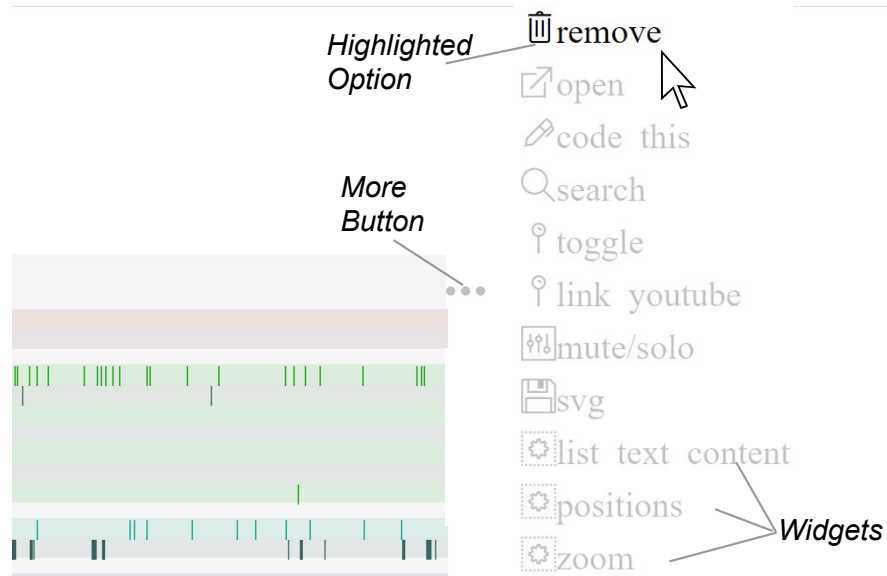 remove
Highlighted
Option
open
code this
search
More
Button
toggle
link youtube
mute/solo
svg
list text content
positions
Widgets
zoom